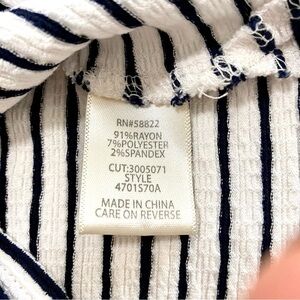 RN#58822
91%RAYON
7%POLYESTER
2%SPANDEX
CUT:3005071
STYLE
4701S70A
MADE IN CHINA
CARE ON REVERSE